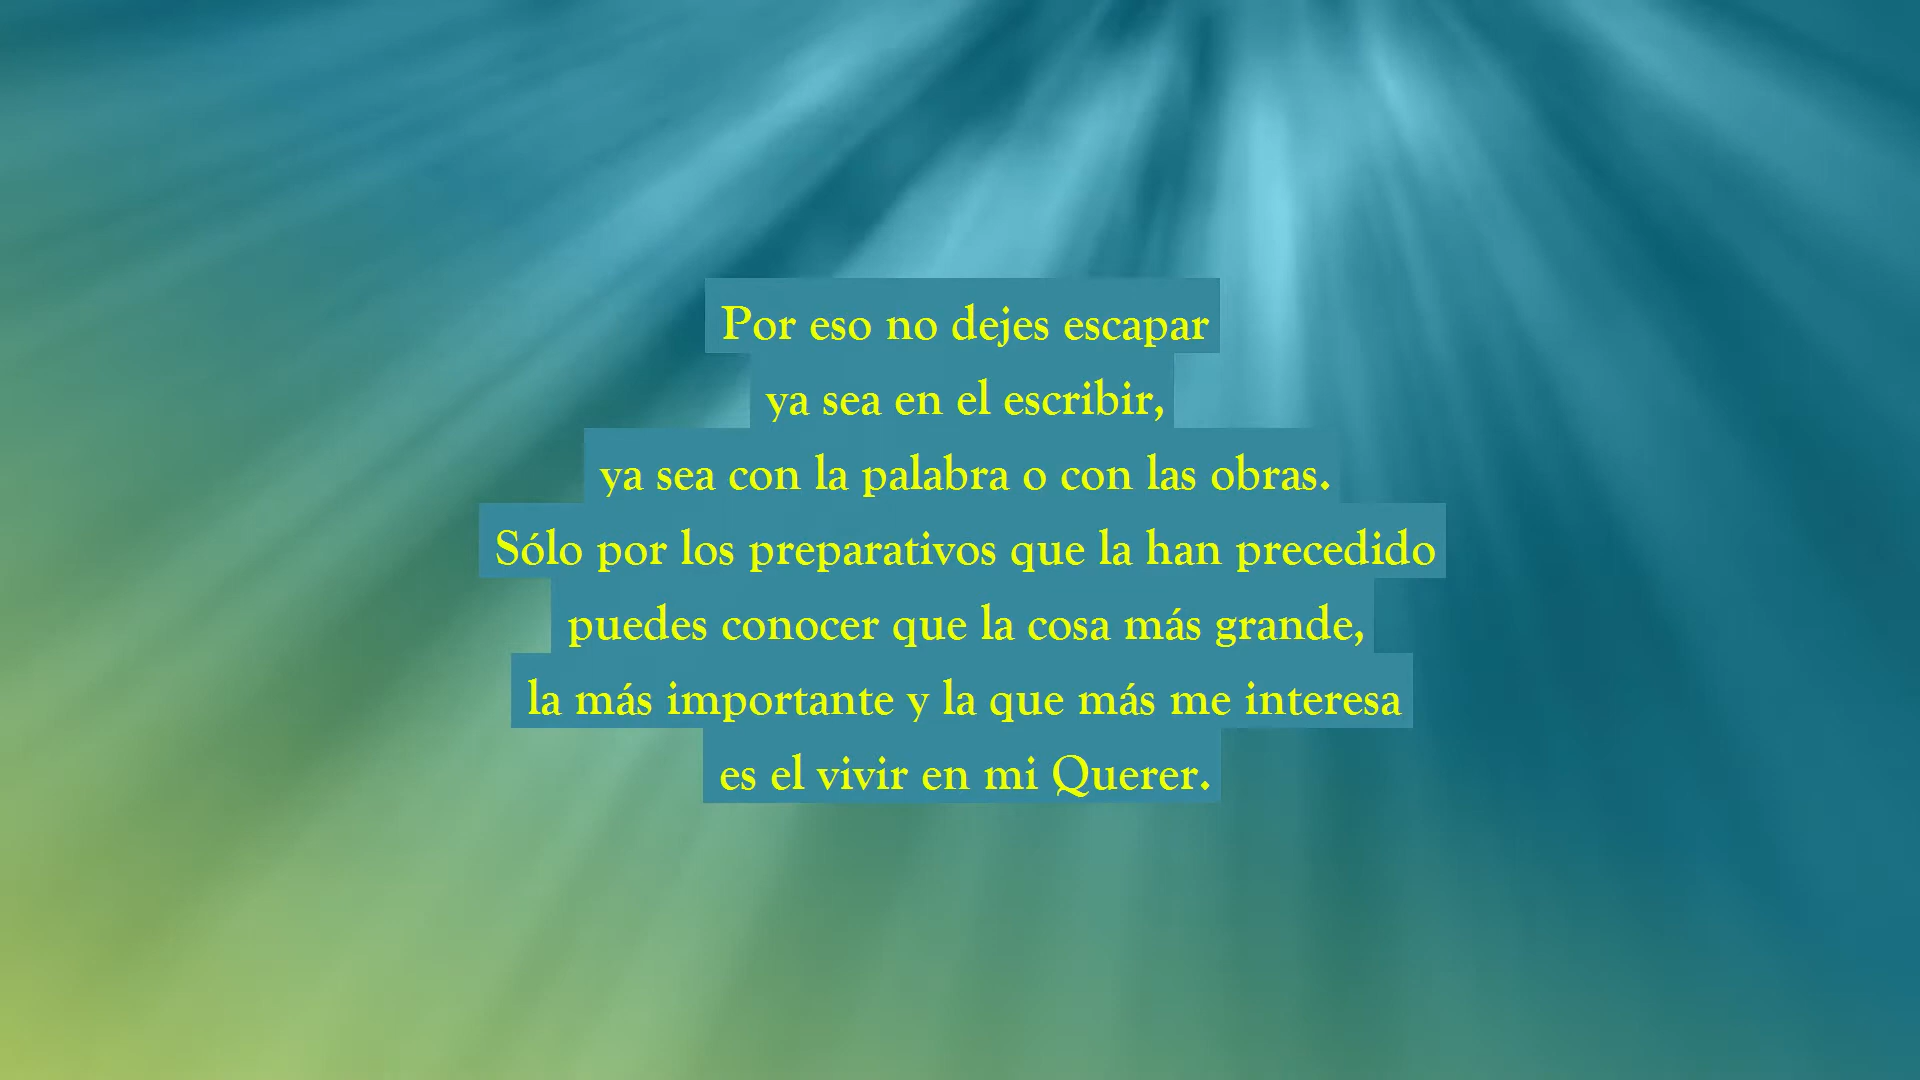 Por eso no dejes escapar
ya sea en el escribir,
ya sea con la palabra o con las obras.
Sólo por los preparativos que la han precedido
puedes conocer que la cosa más grande,
la más importante y la que más me interesa
es el vivir en mi Querer.